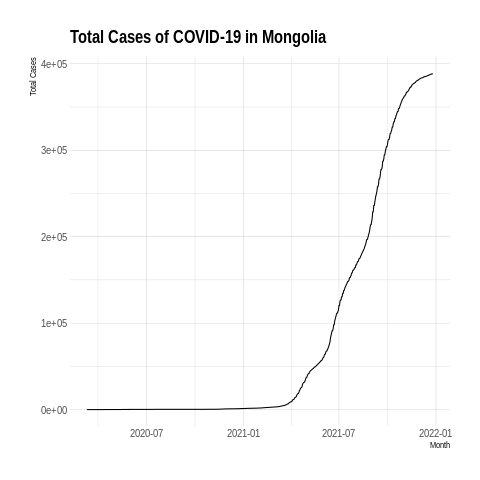 Total Cases of COVID-19 in Mongolia
Total Cases
4e+05
3e+05
2e+05
1e+05
0e+00
2020-07 2021-01 2021-07 2022-01
Month